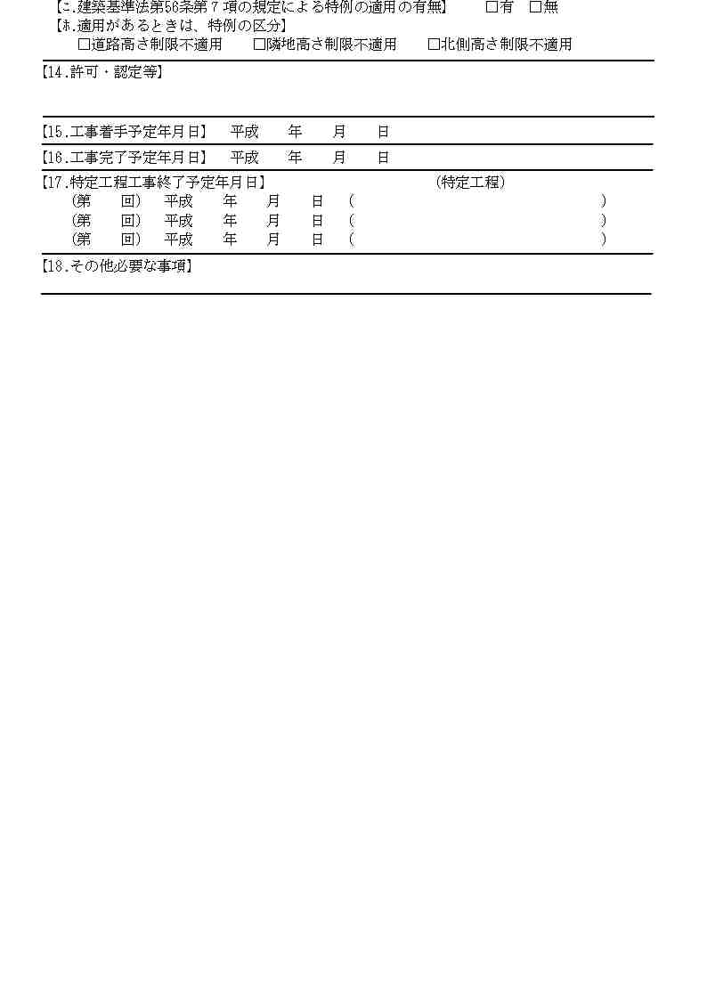 【ﾆ.建築基準法第56条第７項の規定による特例の適用の有無】　　□有　□無
【ﾎ.適用があるときは、特例の区分】
□道路高さ制限不適用　　□隣地高さ制限不適用　　□北側高さ制限不適用
【14.許可・認定等】
【15.工事着手予定年月日】　平成　　年　　月　　日
【16.工事完了予定年月日】　平成　　年　　月　　日
【17.特定工程工事終了予定年月日】　　　　　　　　　　　　(特定工程)
(第　　回)　平成　　年　　月　　日　(　　　　　　　　　　　　　　　　　)
(第　　回)　平成　　年　　月　　日　(　　　　　　　　　　　　　　　　　)
(第　　回)　平成　　年　　月　　日　(　　　　　　　　　　　　　　　　　)
【18.その他必要な事項】